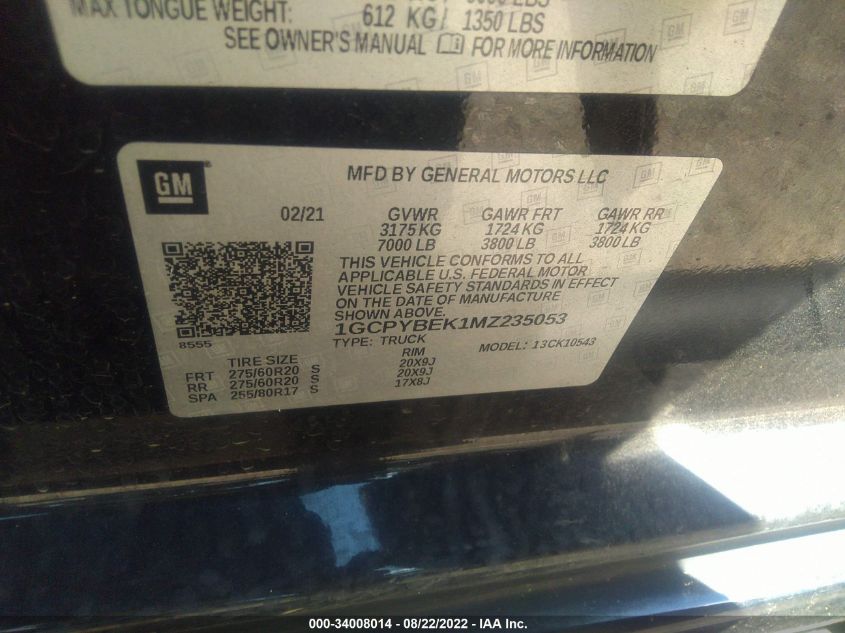 MAX TONGUE WEIGHT:
612 KG/ 1350 LBS
SEE OWNER'S MANUAL FOR MORE INFORMATION
GM
MFD BY GENERAL MOTORS LLC
02/21 GVWR GAWR FRT GAWR RR
3175 KG 1724 KG 1724 KG
7000 LB 3800 LB 3800 LB
THIS VEHICLE CONFORMS TO ALL
APPLICABLE U.S. FEDERAL MOTOR
VEHICLE SAFETY STANDARDS IN EFFECT
ON THE DATE OF MANUFACTURE
SHOWN ABOVE.
1GCPYBEK1MZ235053
8555
TYPE: TRUCK MODEL: 13CK10543
TIRE SIZE RIM
FRT 275/60R20 S 20X9J
RR 275/60R20 S 20X9J
SPA 255/80R17 S 17X8J
000-34008014 - 08/22/2022 - IAA Inc.